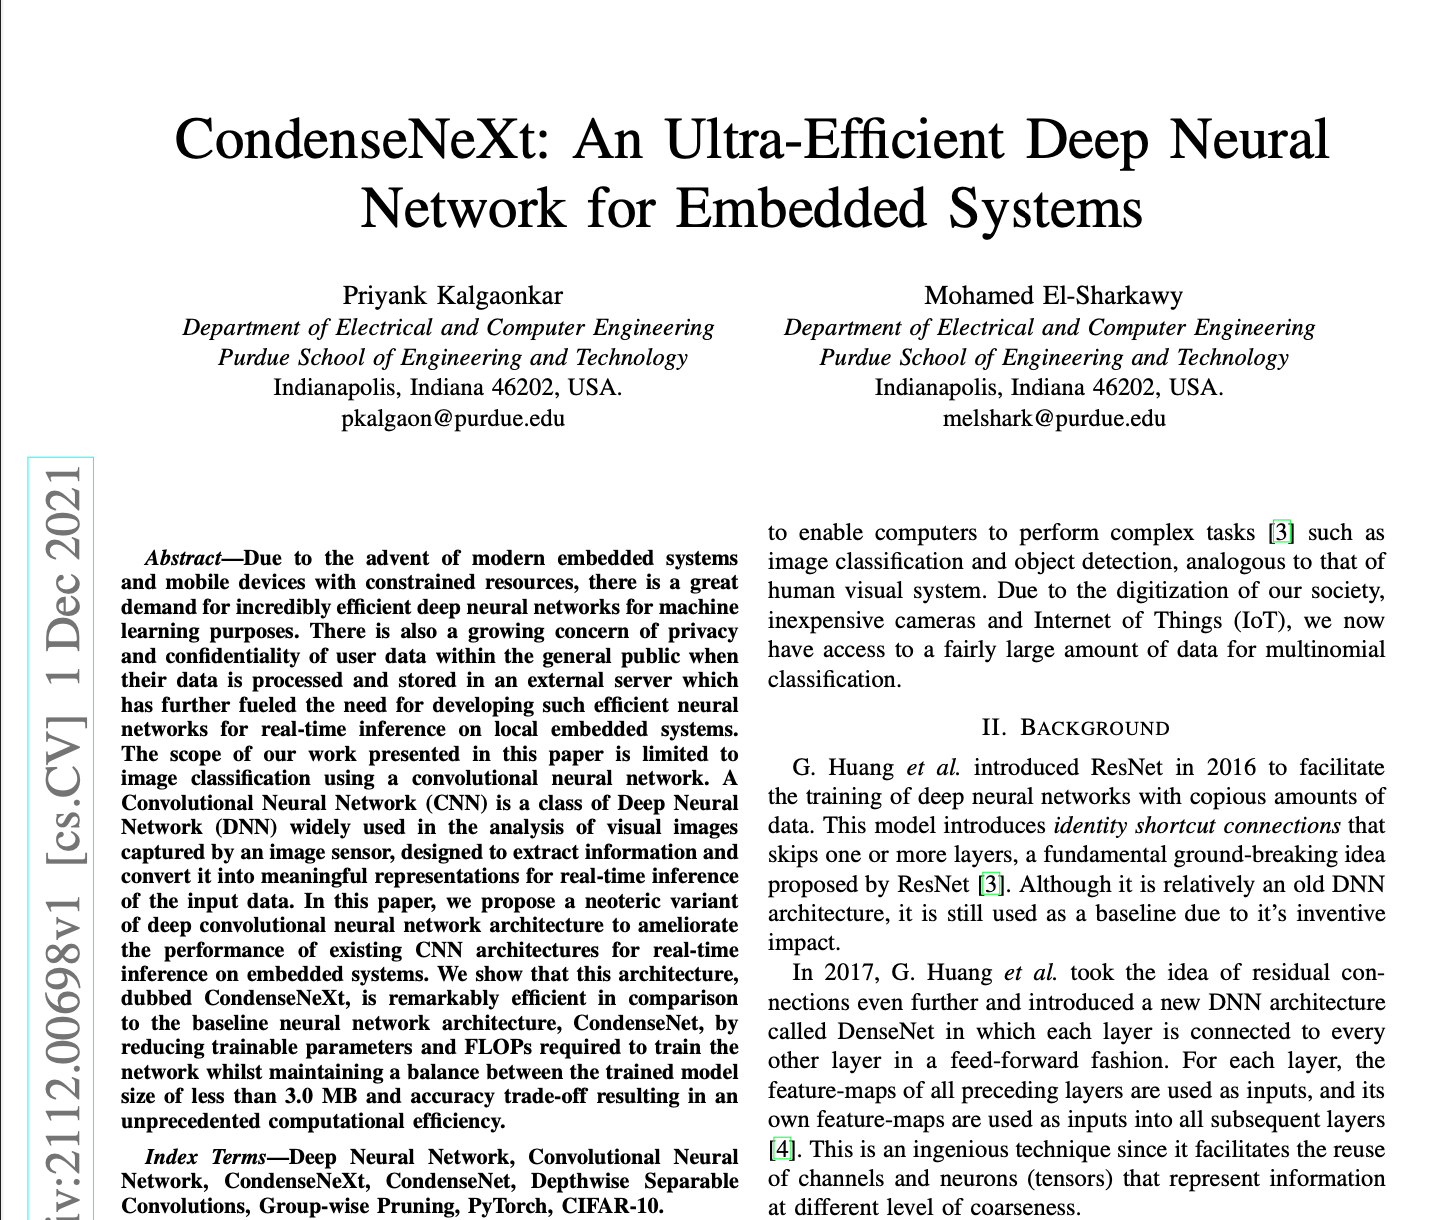 CondenseNeXt: An Ultra-Efficient Deep Neural
Network for Embedded Systems
Priyank Kalgaonkar
Department of Electrical and Computer Engineering
Purdue School of Engineering and Technology
Indianapolis, Indiana 46202, USA.
pkalgaon@purdue.edu
Mohamed El-Sharkawy
Department of Electrical and Computer Engineering
Purdue School of Engineering and Technology
Indianapolis, Indiana 46202, USA.
melshark@purdue.edu
iv:2112.00698v1 [cs.CV] 1 Dec 2021
Abstract—Due to the advent of modern embedded systems
and mobile devices with constrained resources, there is a great
demand for incredibly efficient deep neural networks for machine
learning purposes. There is also a growing concern of privacy
and confidentiality of user data within the general public when
their data is processed and stored in an external server which
has further fueled the need for developing such efficient neural
networks for real-time inference on local embedded systems.
The scope of our work presented in this paper is limited to
image classification using a convolutional neural network. A
Convolutional Neural Network (CNN) is a class of Deep Neural
Network (DNN) widely used in the analysis of visual images
captured by an image sensor, designed to extract information and
convert it into meaningful representations for real-time inference
of the input data. In this paper, we propose a neoteric variant
of deep convolutional neural network architecture to ameliorate
the performance of existing CNN architectures for real-time
inference on embedded systems. We show that this architecture,
dubbed CondenseNeXt, is remarkably efficient in comparison
to the baseline neural network architecture, CondenseNet, by
reducing trainable parameters and FLOPs required to train the
network whilst maintaining a balance between the trained model
size of less than 3.0 MB and accuracy trade-off resulting in an
unprecedented computational efficiency.
Index Terms—Deep Neural Network, Convolutional Neural
Network, CondenseNeXt, CondenseNet, Depthwise Separable
Convolutions, Group-wise Pruning, PyTorch, CIFAR-10.
to enable computers to perform complex tasks [3] such as
image classification and object detection, analogous to that of
human visual system. Due to the digitization of our society,
inexpensive cameras and Internet of Things (IoT), we now
have access to a fairly large amount of data for multinomial
classification.
II. BACKGROUND
G. Huang et al. introduced ResNet in 2016 to facilitate
the training of deep neural networks with copious amounts of
data. This model introduces identity shortcut connections that
skips one or more layers, a fundamental ground-breaking idea
proposed by ResNet [3]. Although it is relatively an old DNN
architecture, it is still used as a baseline due to it’s inventive
impact.
In 2017, G. Huang et al. took the idea of residual con-
nections even further and introduced a new DNN architecture
called DenseNet in which each layer is connected to every
other layer in a feed-forward fashion. For each layer, the
feature-maps of all preceding layers are used as inputs, and its
own feature-maps are used as inputs into all subsequent layers
[4]. This is an ingenious technique since it facilitates the reuse
of channels and neurons (tensors) that represent information
at different level of coarseness.